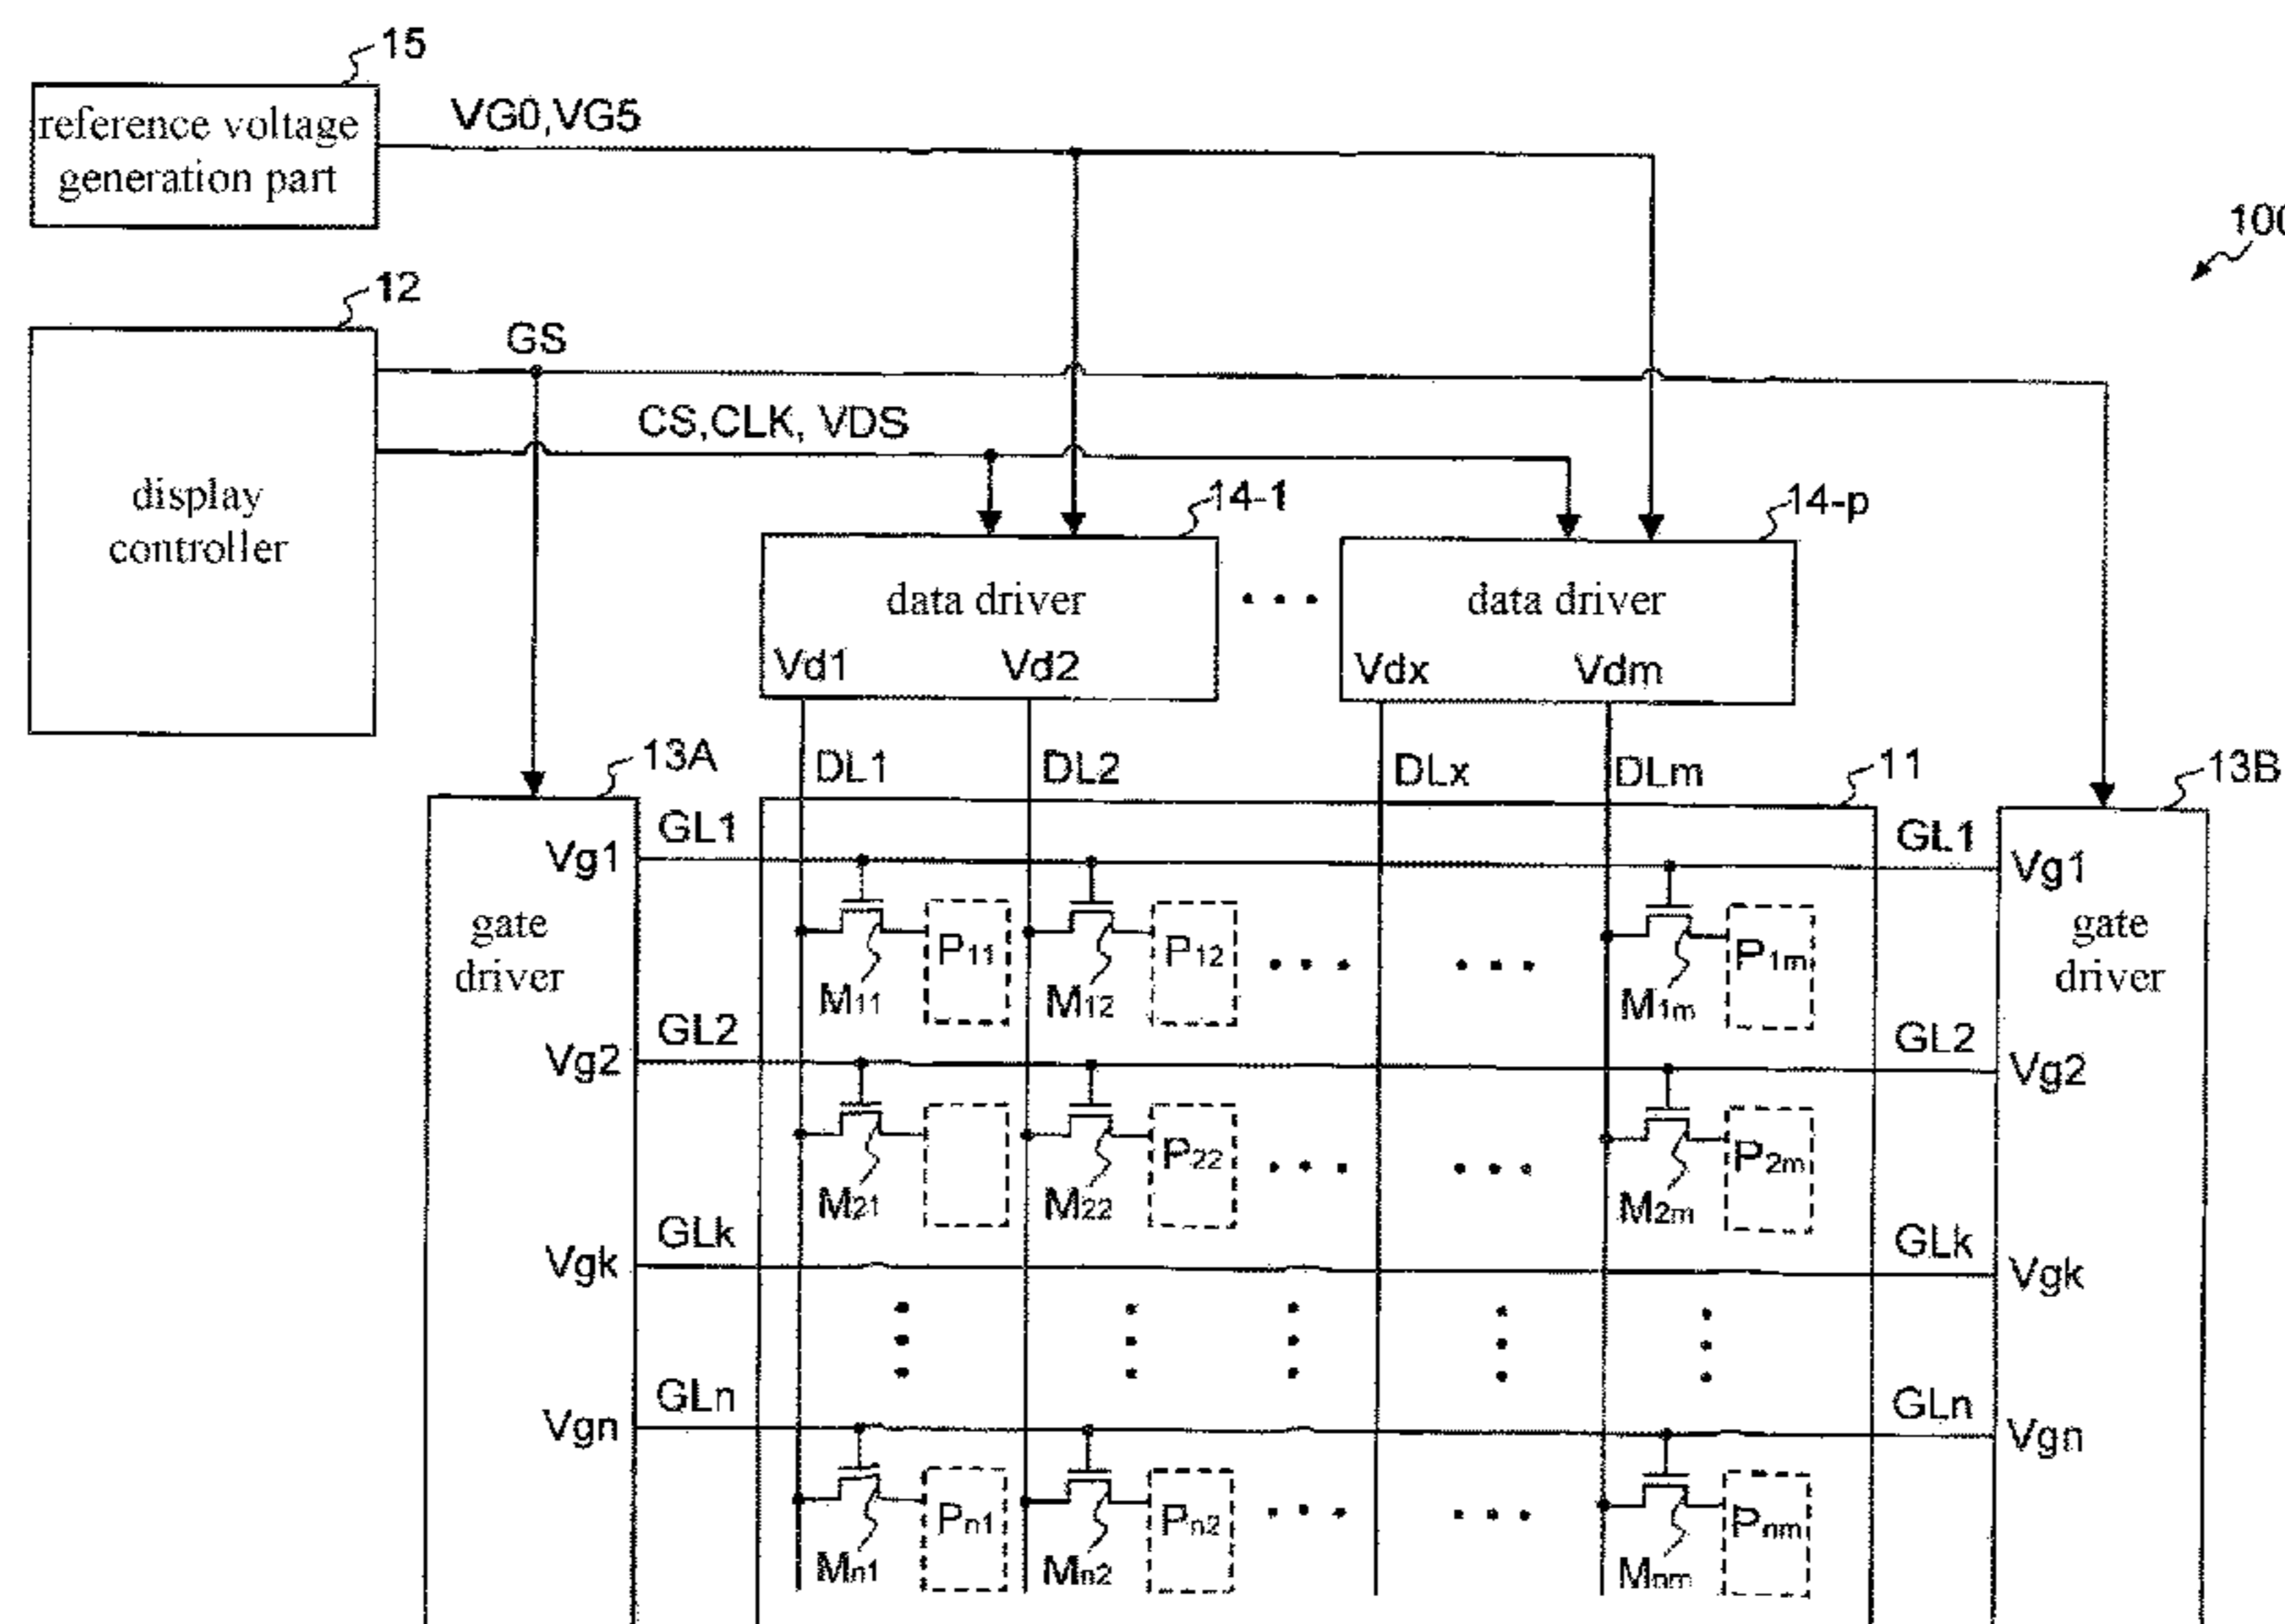 15
reference voltage
generation part
VG0,VG5
100
12
GS
CS,CLK, VDS
display
controller
14-1
14-p
data driver
data driver
Vd1
Vd2
Vdx
Vdm
13A
DL1
DL2
DLx
DLm
11
13B
GL1
GL1
Vg1
Vg1
gate
driver
gate
driver
P11
P12
P1m
M11
M12
M1m
GL2
GL2
Vg2
Vg2
P22
P2m
M21
M22
M2m
GLk
GLk
Vgk
Vgk
GLn
GLn
Vgn
Vgn
Pn1
Pn2
Pnm
Mn1
Mn2
Mnm